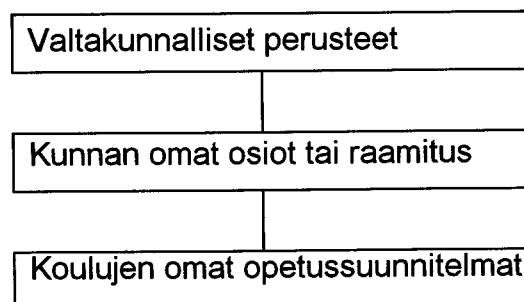 Valtakunnalliset perusteet
Kunnan omat osiot tai raamitus
Koulujen omat opetussuunnitelmat